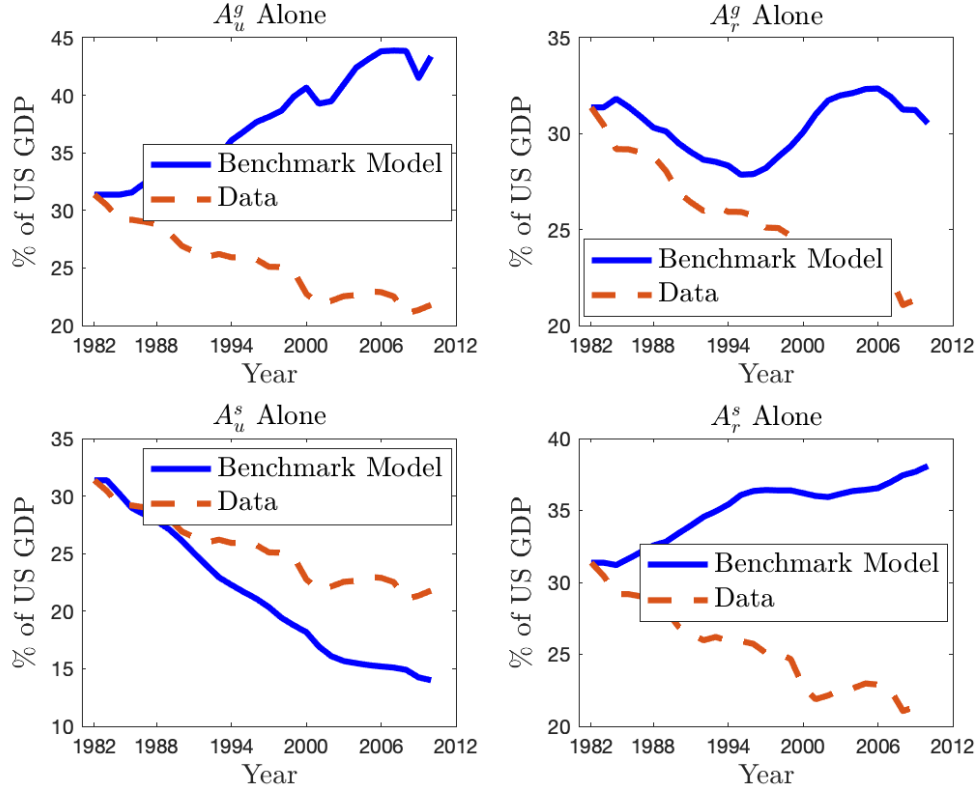 $A_u^g$ Alone
45
40
35
30
25
20
% of US GDP
Benchmark Model
Data
1982 1988 1994 2000 2006 2012
Year
$A_r^g$ Alone
35
30
25
20
% of US GDP
Benchmark Model
Data
1982 1988 1994 2000 2006 2012
Year
$A_u^s$ Alone
35
30
25
20
15
10
% of US GDP
Benchmark Model
Data
1982 1988 1994 2000 2006 2012
Year
$A_r^s$ Alone
40
35
30
25
20
% of US GDP
Benchmark Model
Data
1982 1988 1994 2000 2006 2012
Year